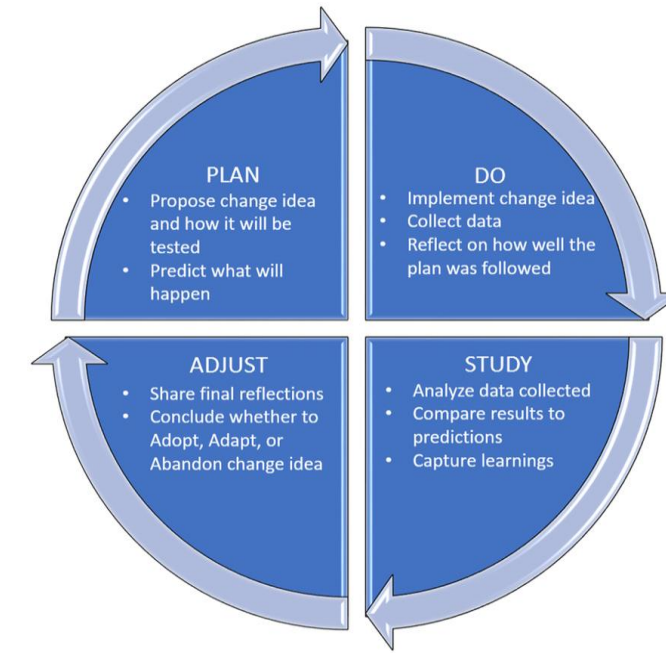 PLAN
• Propose change idea
and how it will be
tested
• Predict what will
happen
DO
• Implement change idea
• Collect data
• Reflect on how well the
plan was followed
ADJUST
• Share final reflections
• Conclude whether to
Adopt, Adapt, or
Abandon change idea
STUDY
• Analyze data collected
• Compare results to
predictions
• Capture learnings